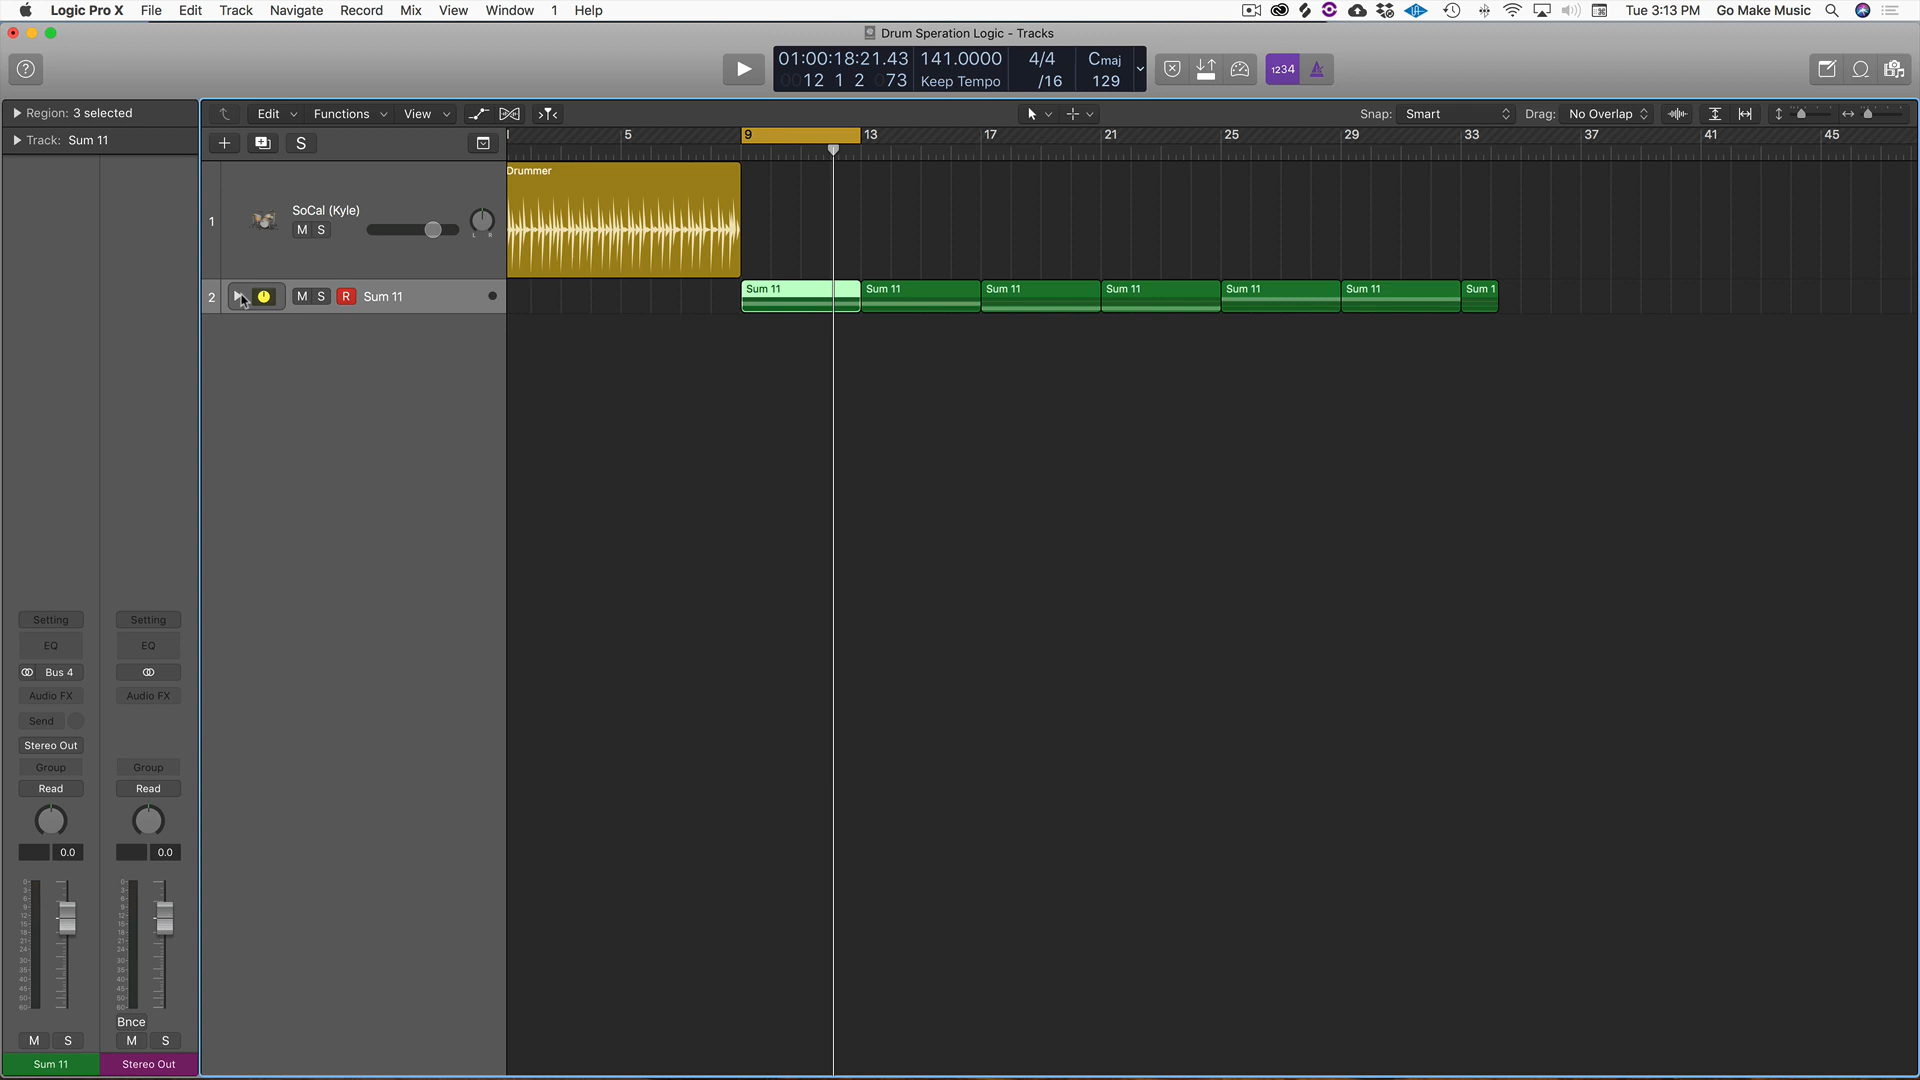 Logic Pro X File Edit Track Navigate Record Mix View Window 1 Help
Tue 3:13 PM Go Make Music
Drum Speration Logic - Tracks
01:00:18:21.43 141.0000 4/4 Cmaj
0012 1 2 073 Keep Tempo /16 129
1234
Region: 3 selected
Track: Sum 11
Edit Functions View
Snap: Smart Drag: No Overlap
S
5 9 13 17 21 25 29 33 37 41 45
Drummer
1 SoCal (Kyle)
M S
L R
2 M S R Sum 11
Sum 11 Sum 11 Sum 11 Sum 11 Sum 11 Sum 11 Sum 1
Setting Setting
EQ EQ
Bus 4
Audio FX Audio FX
Send
Stereo Out
Group Group
Read Read
0.0 0.0
Bnce
M S M S
Sum 11 Stereo Out